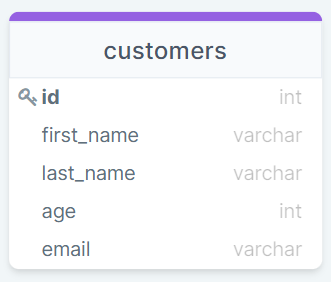 customers
id int
first_name varchar
last_name varchar
age int
email varchar